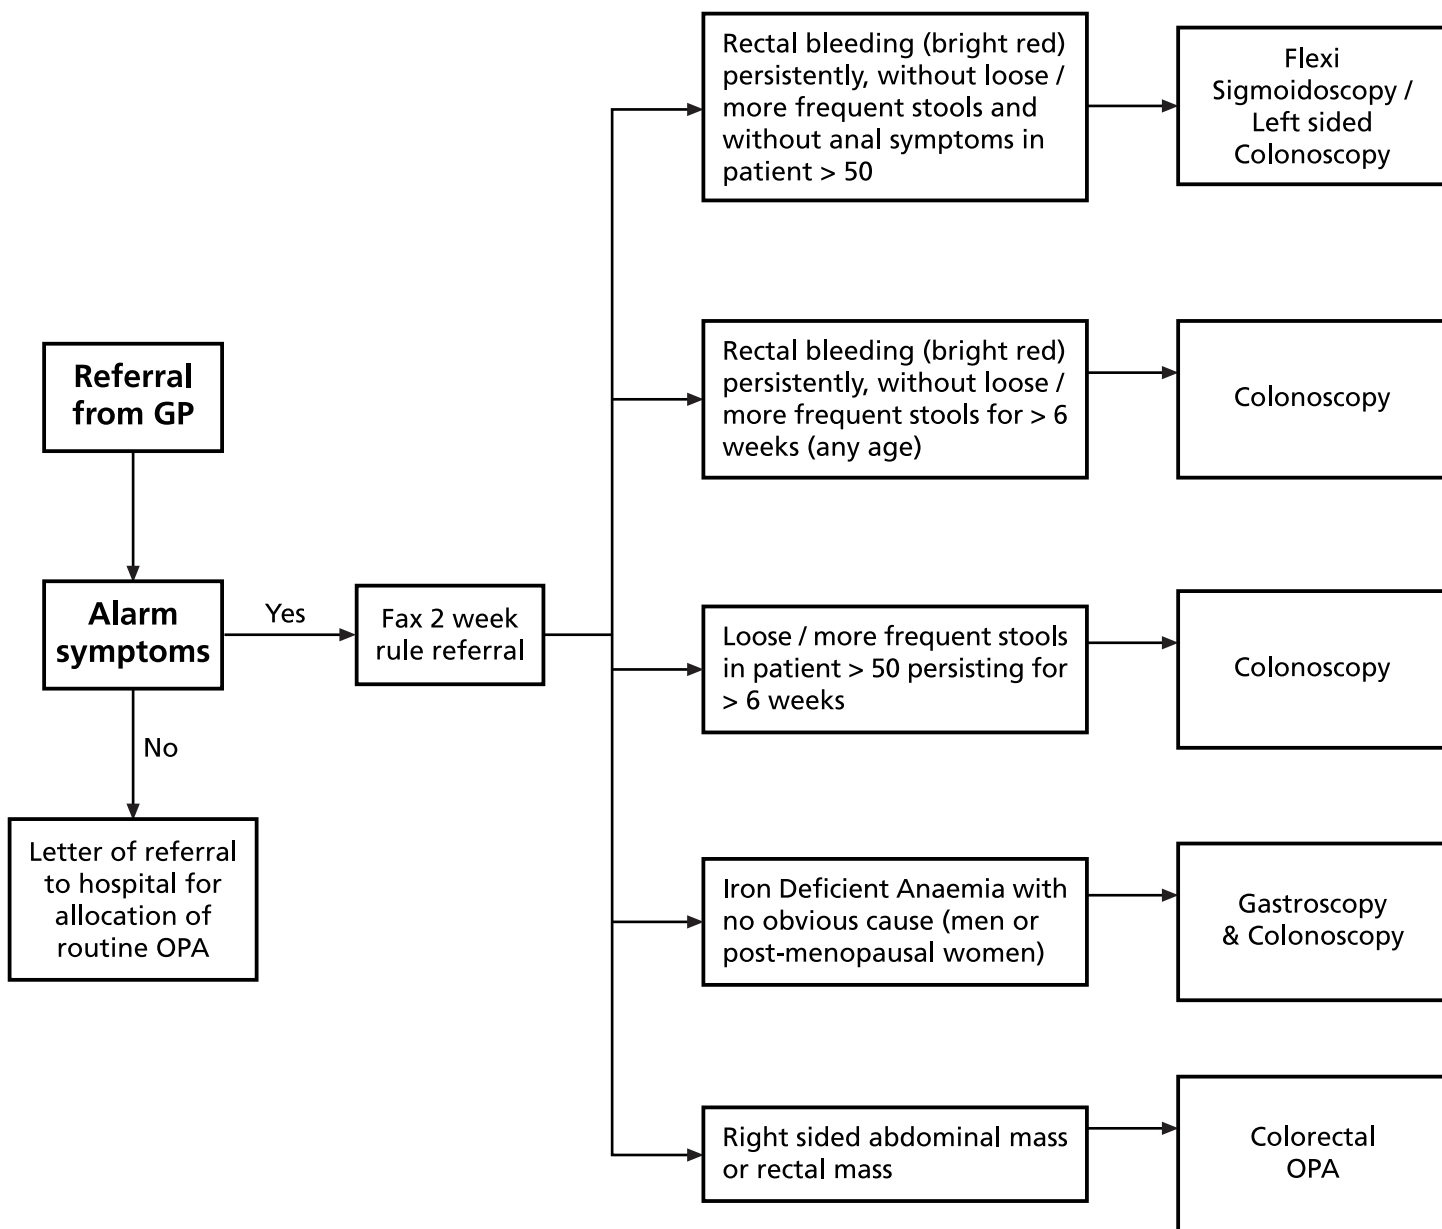 Referral
from GP
Alarm
symptoms
Yes
No
Letter of referral
to hospital for
allocation of
routine OPA
Fax 2 week
rule referral
Rectal bleeding (bright red)
persistently, without loose /
more frequent stools and
without anal symptoms in
patient > 50
Flexi
Sigmoidoscopy /
Left sided
Colonoscopy
Rectal bleeding (bright red)
persistently, without loose /
more frequent stools for > 6
weeks (any age)
Colonoscopy
Loose / more frequent stools
in patient > 50 persisting for
> 6 weeks
Colonoscopy
Iron Deficient Anaemia with
no obvious cause (men or
post-menopausal women)
Gastroscopy
& Colonoscopy
Right sided abdominal mass
or rectal mass
Colorectal
OPA